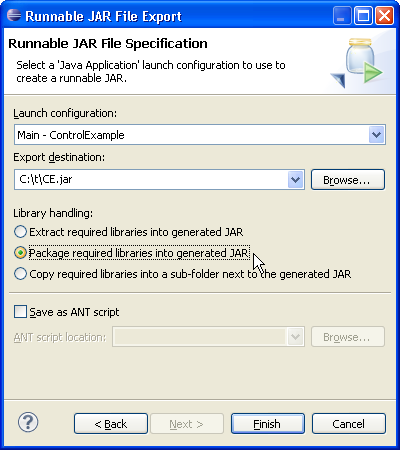 Runnable JAR File Export
Runnable JAR File Specification
Select a 'Java Application' launch configuration to use to
create a runnable JAR.
Launch configuration:
Main - ControlExample
Export destination:
C:\t\CE.jar
Browse...
Library handling:
Extract required libraries into generated JAR
Package required libraries into generated JAR
Copy required libraries into a sub-folder next to the generated JAR
Save as ANT script
ANT script location:
Browse...
?
< Back
Next >
Finish
Cancel